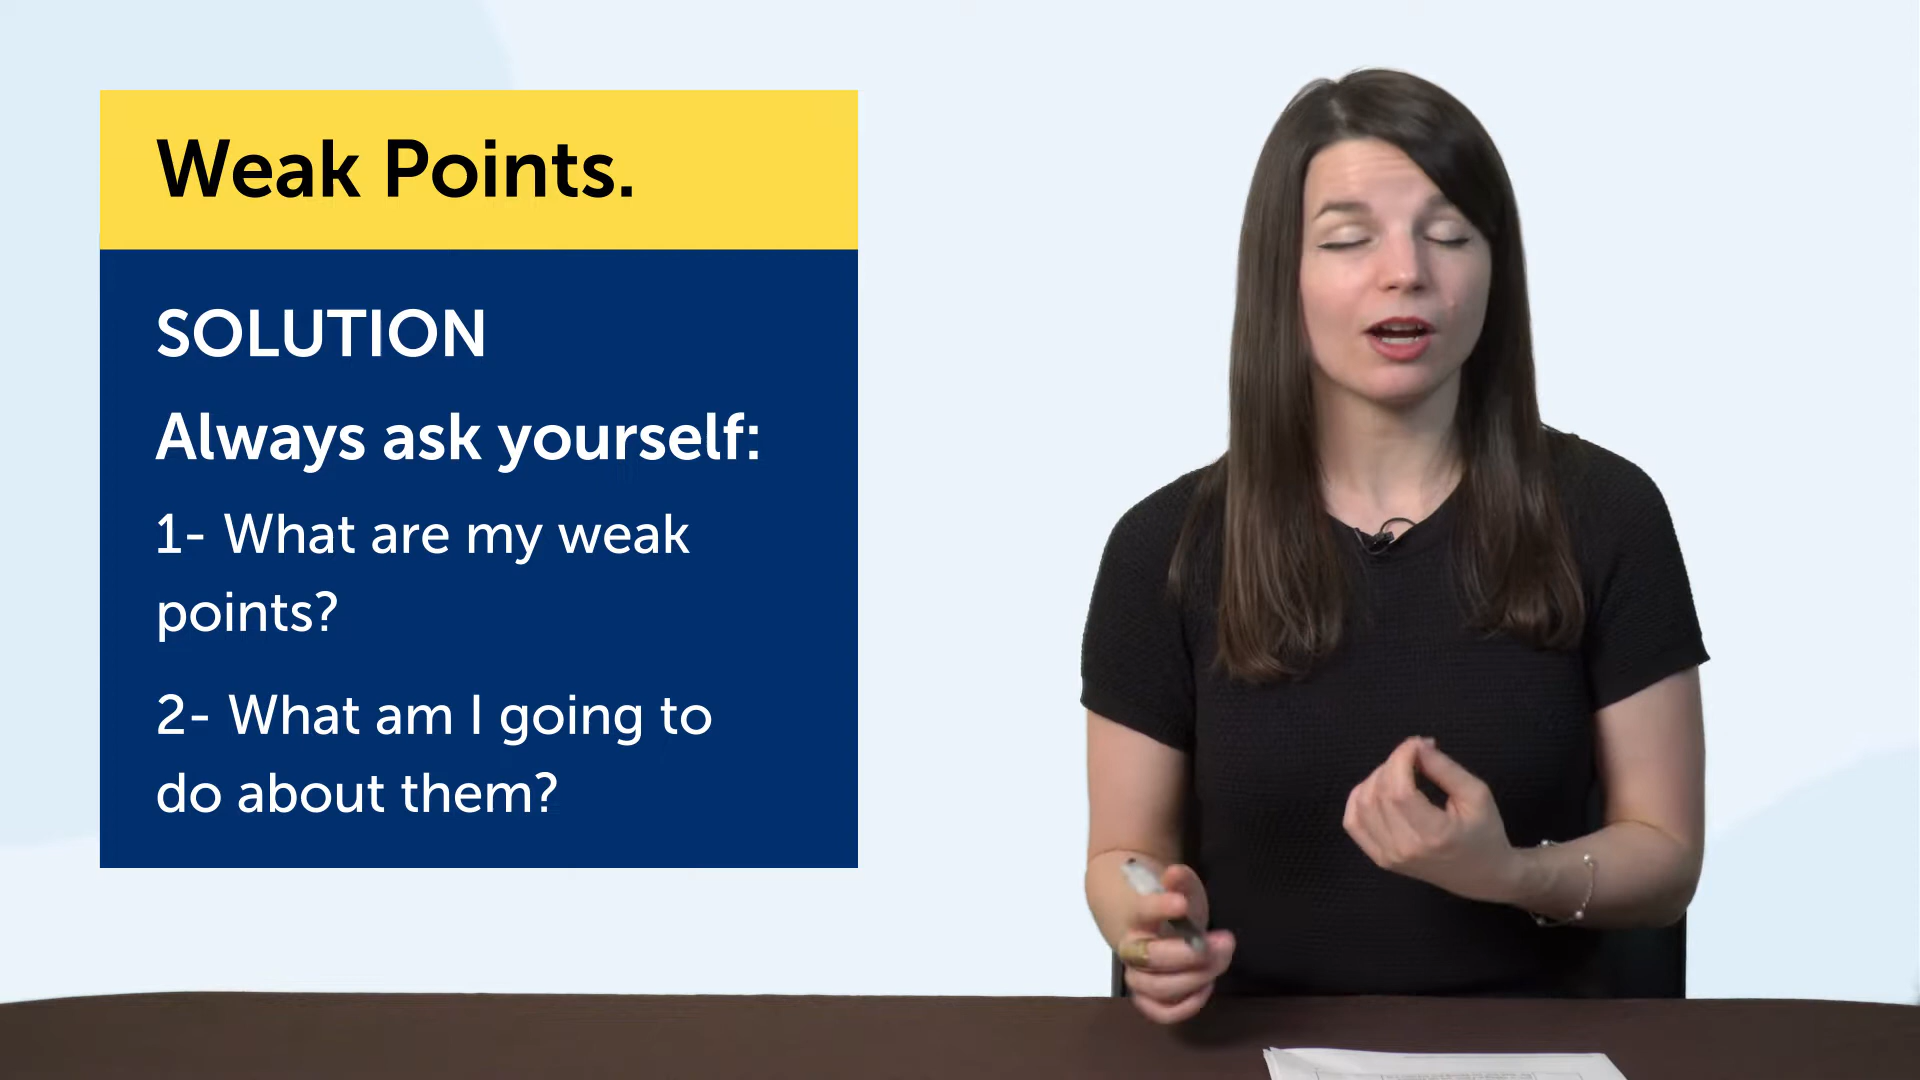 Weak Points.
SOLUTION
Always ask yourself:
1- What are my weak
points?
2- What am I going to
do about them?